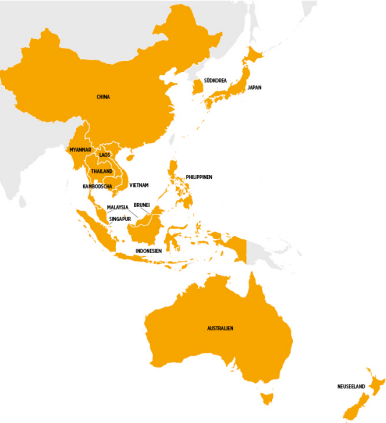 SÜDKOREA
JAPAN
CHINA
MYANMAR
LAOS
THAILAND
KAMBODSCHA
VIETNAM
PHILIPPINEN
MALAYSIA
BRUNEI
SINGAPUR
INDONESIEN
AUSTRALIEN
NEUSEELAND